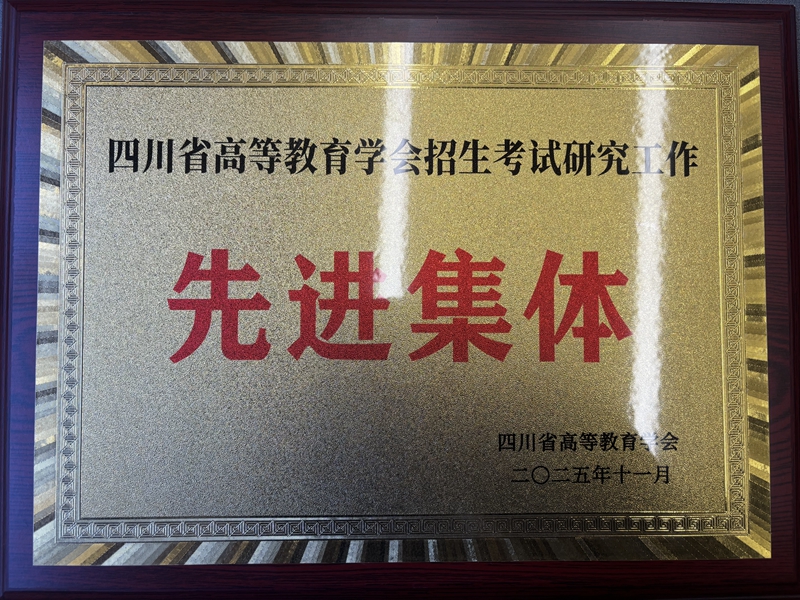 四川省高等教育学会招生考试研究工作
先进集体
四川省高等教育学会
二〇二五年十一月